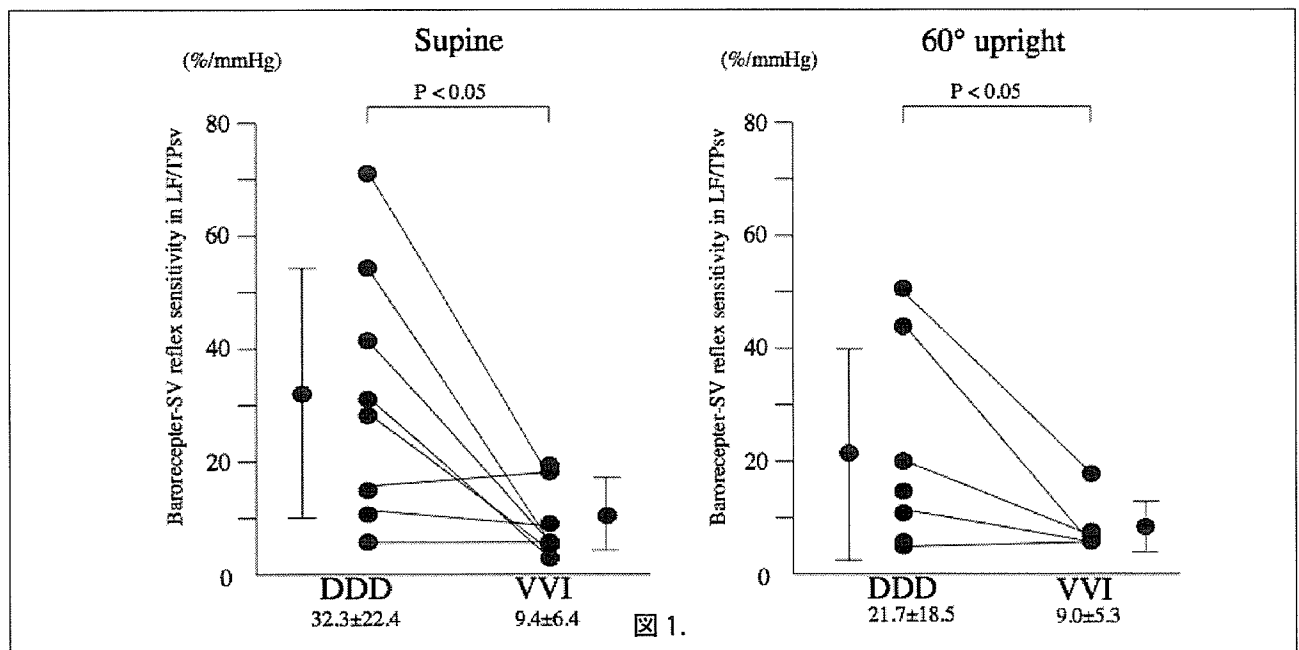 Supine
(%/mmHg)
P < 0.05
Barorecepter-SV reflex sensitivity in LF/TPsv
80
60
40
20
0
DDD
VVI
32.3±22.4
9.4±6.4
60° upright
(%/mmHg)
P < 0.05
Barorecepter-SV reflex sensitivity in LF/TPsv
80
60
40
20
0
DDD
VVI
21.7±18.5
9.0±5.3
図 1.